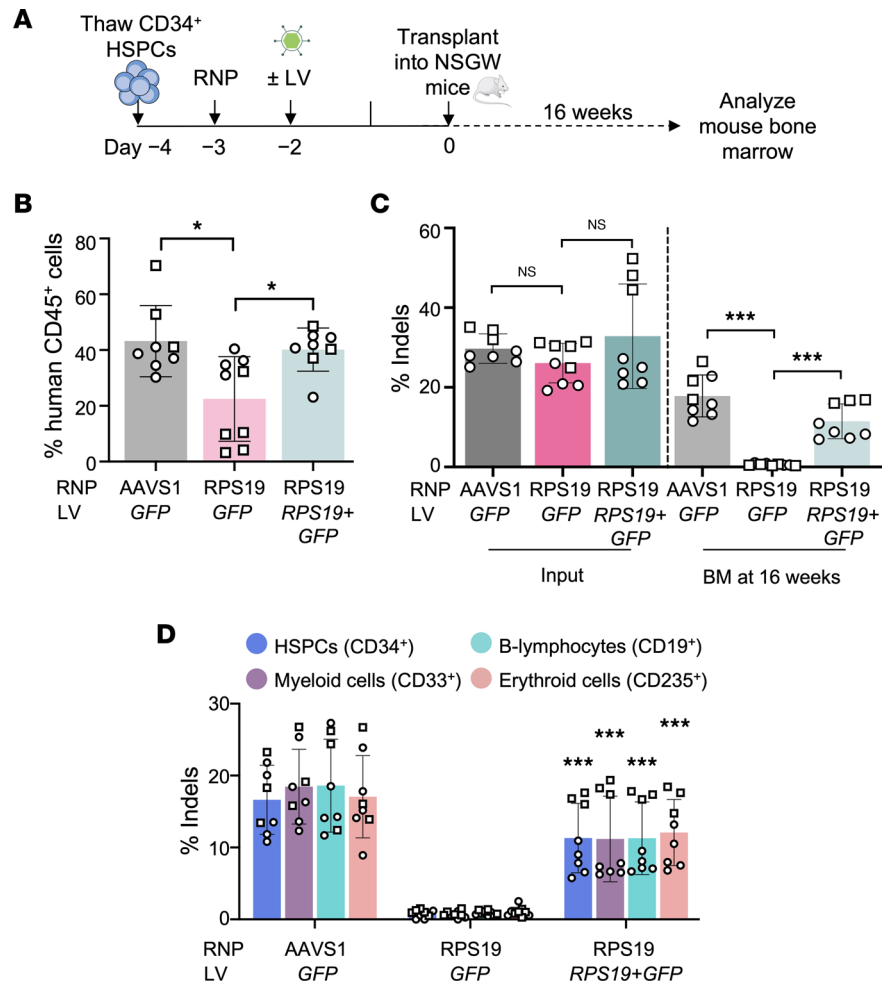 A
Thaw CD34⁺
HSPCs
RNP
± LV
Transplant
into NSGW
mice
16 weeks
Analyze
mouse bone
marrow
Day −4
−3
−2
0
B
% human CD45⁺ cells
80
60
40
20
0
*
*
RNP AAVS1 RPS19 RPS19
LV GFP GFP RPS19+
GFP
C
% Indels
60
40
20
0
NS
NS
***
***
RNP AAVS1 RPS19 RPS19 AAVS1 RPS19 RPS19
LV GFP GFP RPS19+ GFP GFP RPS19+
GFP GFP
Input BM at 16 weeks
D
HSPCs (CD34⁺) B-lymphocytes (CD19⁺)
Myeloid cells (CD33⁺) Erythroid cells (CD235⁺)
% Indels
30
20
10
0
*** *** *** ***
RNP AAVS1 RPS19 RPS19
LV GFP GFP RPS19+GFP